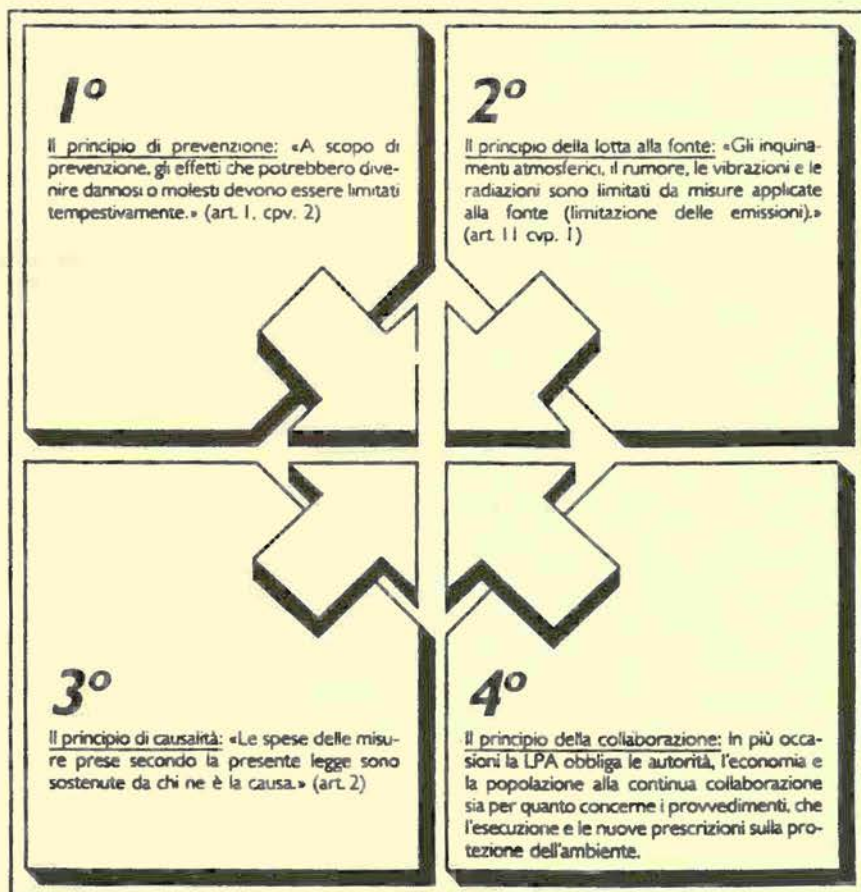 1º
Il principio di prevenzione: «A scopo di
prevenzione, gli effetti che potrebbero dive-
nire dannosi o molesti devono essere limitati
tempestivamente.» (art. 1, cpv. 2)
2º
Il principio della lotta alla fonte: «Gli inquina-
menti atmosferici, il rumore, le vibrazioni e le
radiazioni sono limitati da misure applicate
alla fonte (limitazione delle emissioni).»
(art. 11 cvp. 1)
3º
Il principio di causalità: «Le spese delle misu-
re prese secondo la presente legge sono
sostenute da chi ne è la causa.» (art. 2)
4º
Il principio della collaborazione: In più occa-
sioni la LPA obbliga le autorità, l'economia e
la popolazione alla continua collaborazione
sia per quanto concerne i provvedimenti, che
l'esecuzione e le nuove prescrizioni sulla pro-
tezione dell'ambiente.